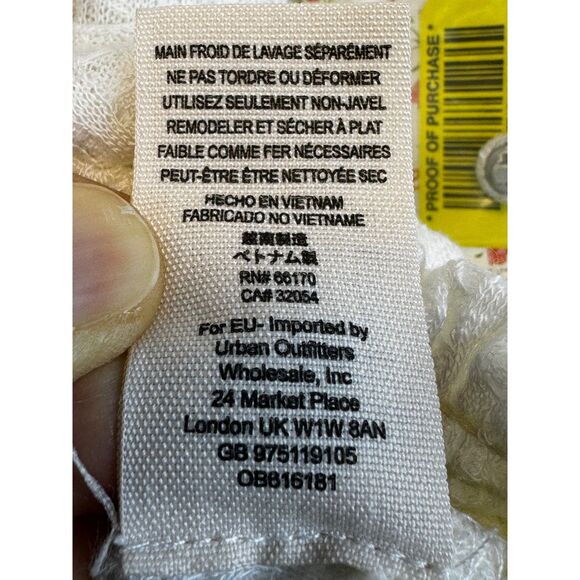 MAIN FROID DE LAVAGE SÉPARÉMENT
NE PAS TORDRE OU DÉFORMER
UTILISEZ SEULEMENT NON-JAVEL
REMODELER ET SÉCHER À PLAT
FAIBLE COMME FER NÉCESSAIRES
PEUT-ÊTRE ÊTRE NETTOYÉE SEC
HECHO EN VIETNAM
FABRICADO NO VIETNAME
越南制造
ベトナム製
RN# 66170
CA# 32054
For EU- Imported by
Urban Outfitters
Wholesale, Inc
24 Market Place
London UK W1W 8AN
GB 975119105
OB616181
*PROOF OF PURCHASE*